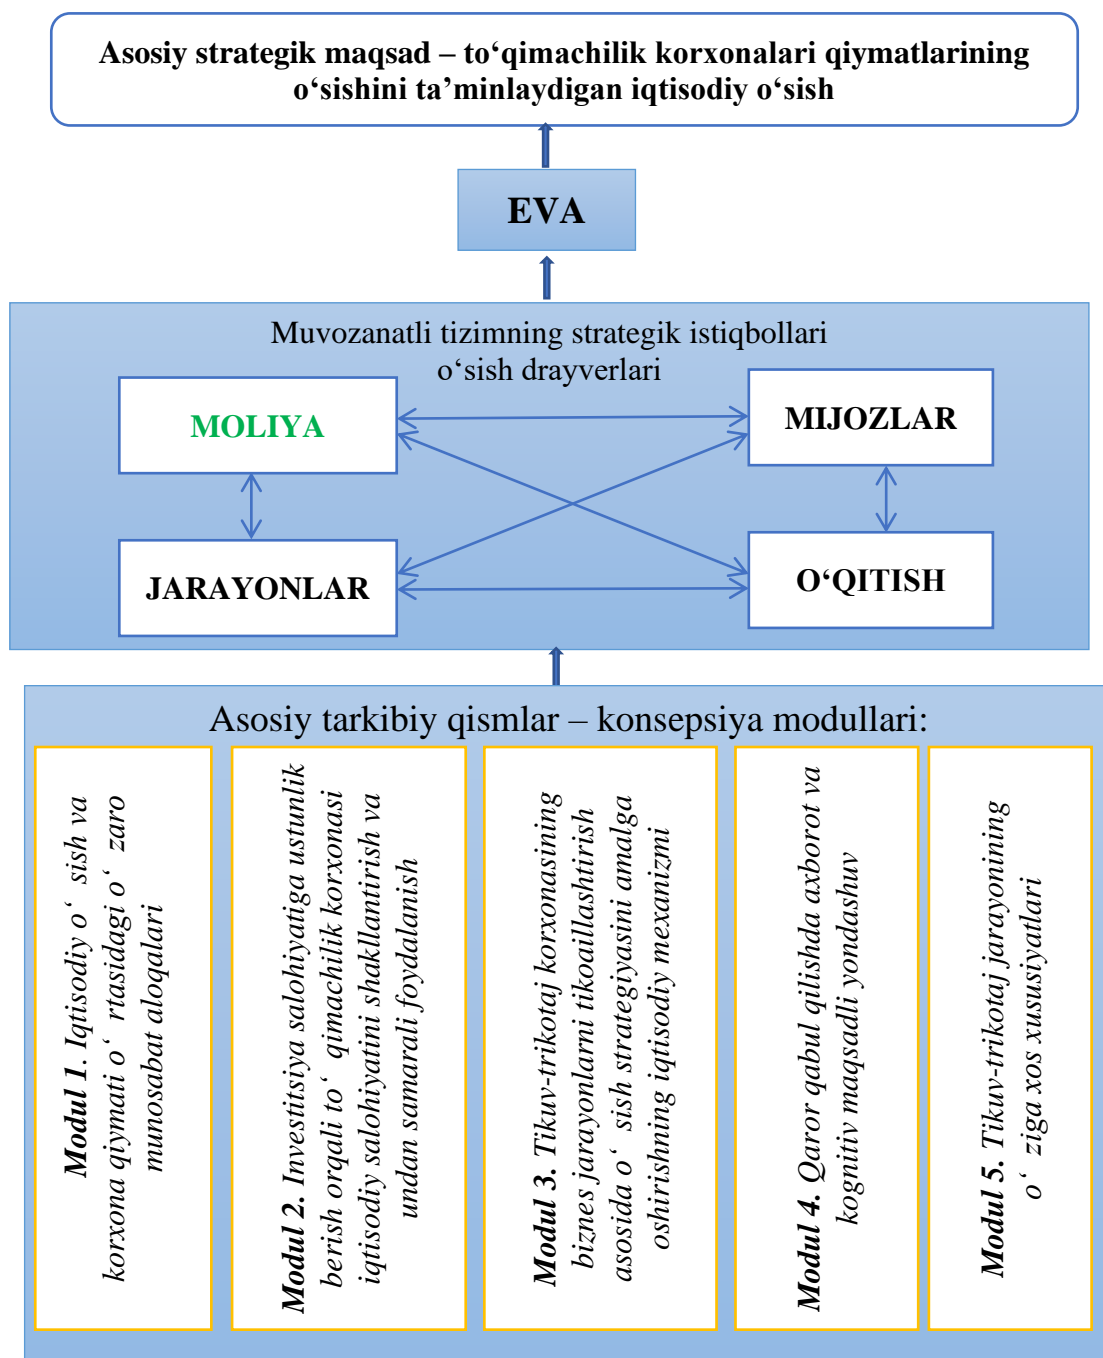 Asosiy strategik maqsad – to‘qimachilik korxonalari qiymatlarining
o‘sishini ta’minlaydigan iqtisodiy o‘sish
EVA
Muvozanatli tizimning strategik istiqbollari
o‘sish drayverlari
MOLIYA
MIJOZLAR
JARAYONLAR
O‘QITISH
Asosiy tarkibiy qismlar – konsepsiya modullari:
Modul 1. Iqtisodiy o‘ sish va
korxona qiymati o‘ rtasidagi o‘ zaro
munosabat aloqalari
Modul 2. Investitsiya salohiyatiga ustunlik
berish orqali to‘ qimachilik korxonasi
iqtisodiy salohiyatini shakllantirish va
undan samarali foydalanish
Modul 3. Tikuv-trikotaj korxonasining
biznes jarayonlarni tikoaillashtirish
asosida o‘ sish strategiyasini amalga
oshirishning iqtisodiy mexanizmi
Modul 4. Qaror qabul qilishda axborot va
kognitiv maqsadli yondashuv
Modul 5. Tikuv-trikotaj jarayonining
o‘ ziga xos xususiyatlari